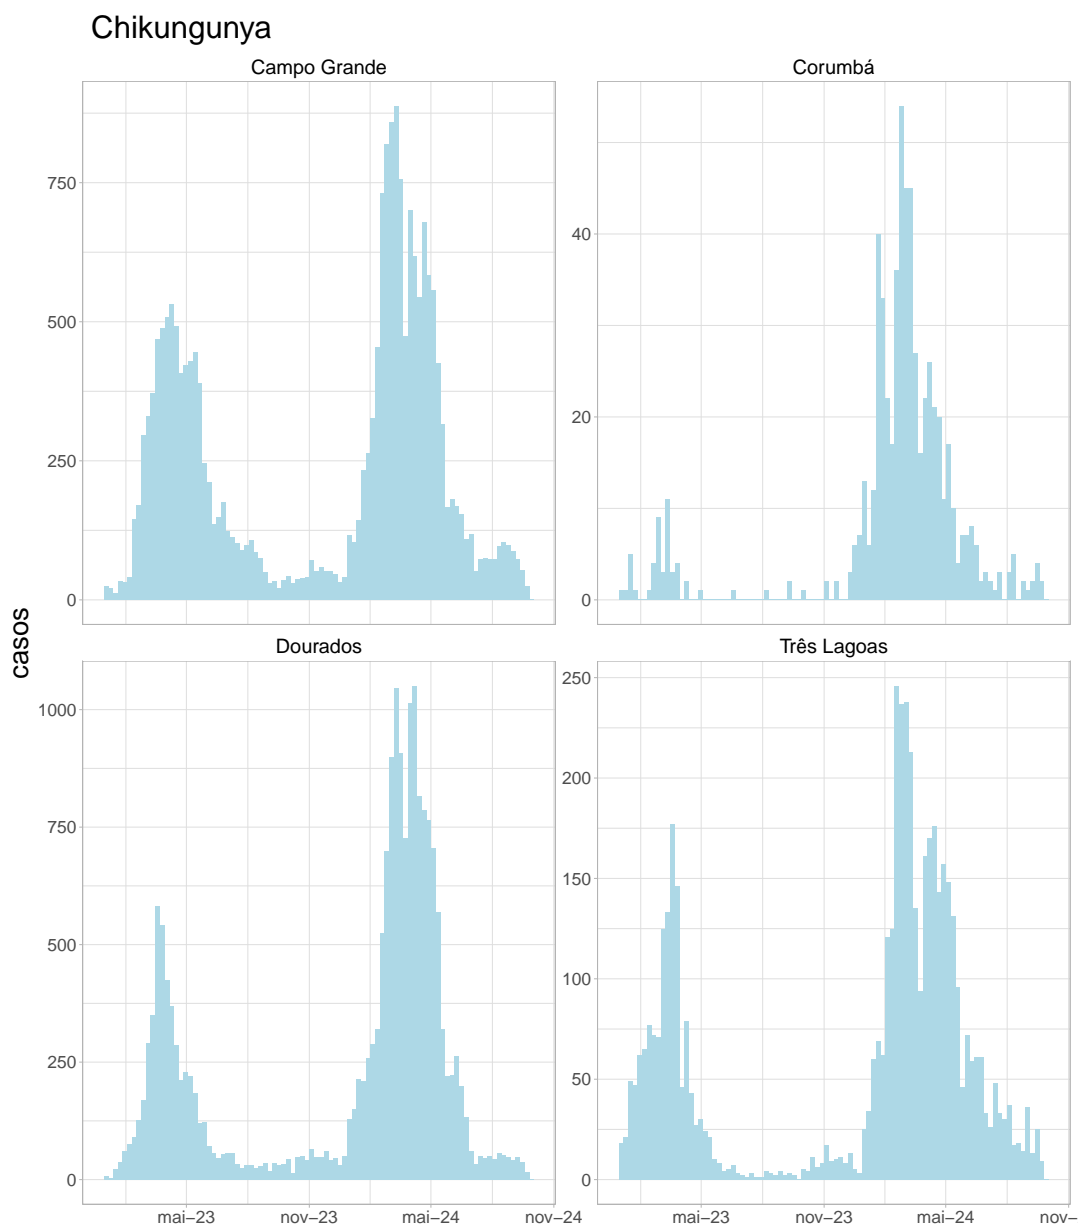 Chikungunya
Campo Grande
Corumbá
750
500
250
0
40
20
0
casos
Dourados
Três Lagoas
1000
750
500
250
0
250
200
150
100
50
0
mai–23
nov–23
mai–24
nov–24
mai–23
nov–23
mai–24
nov–